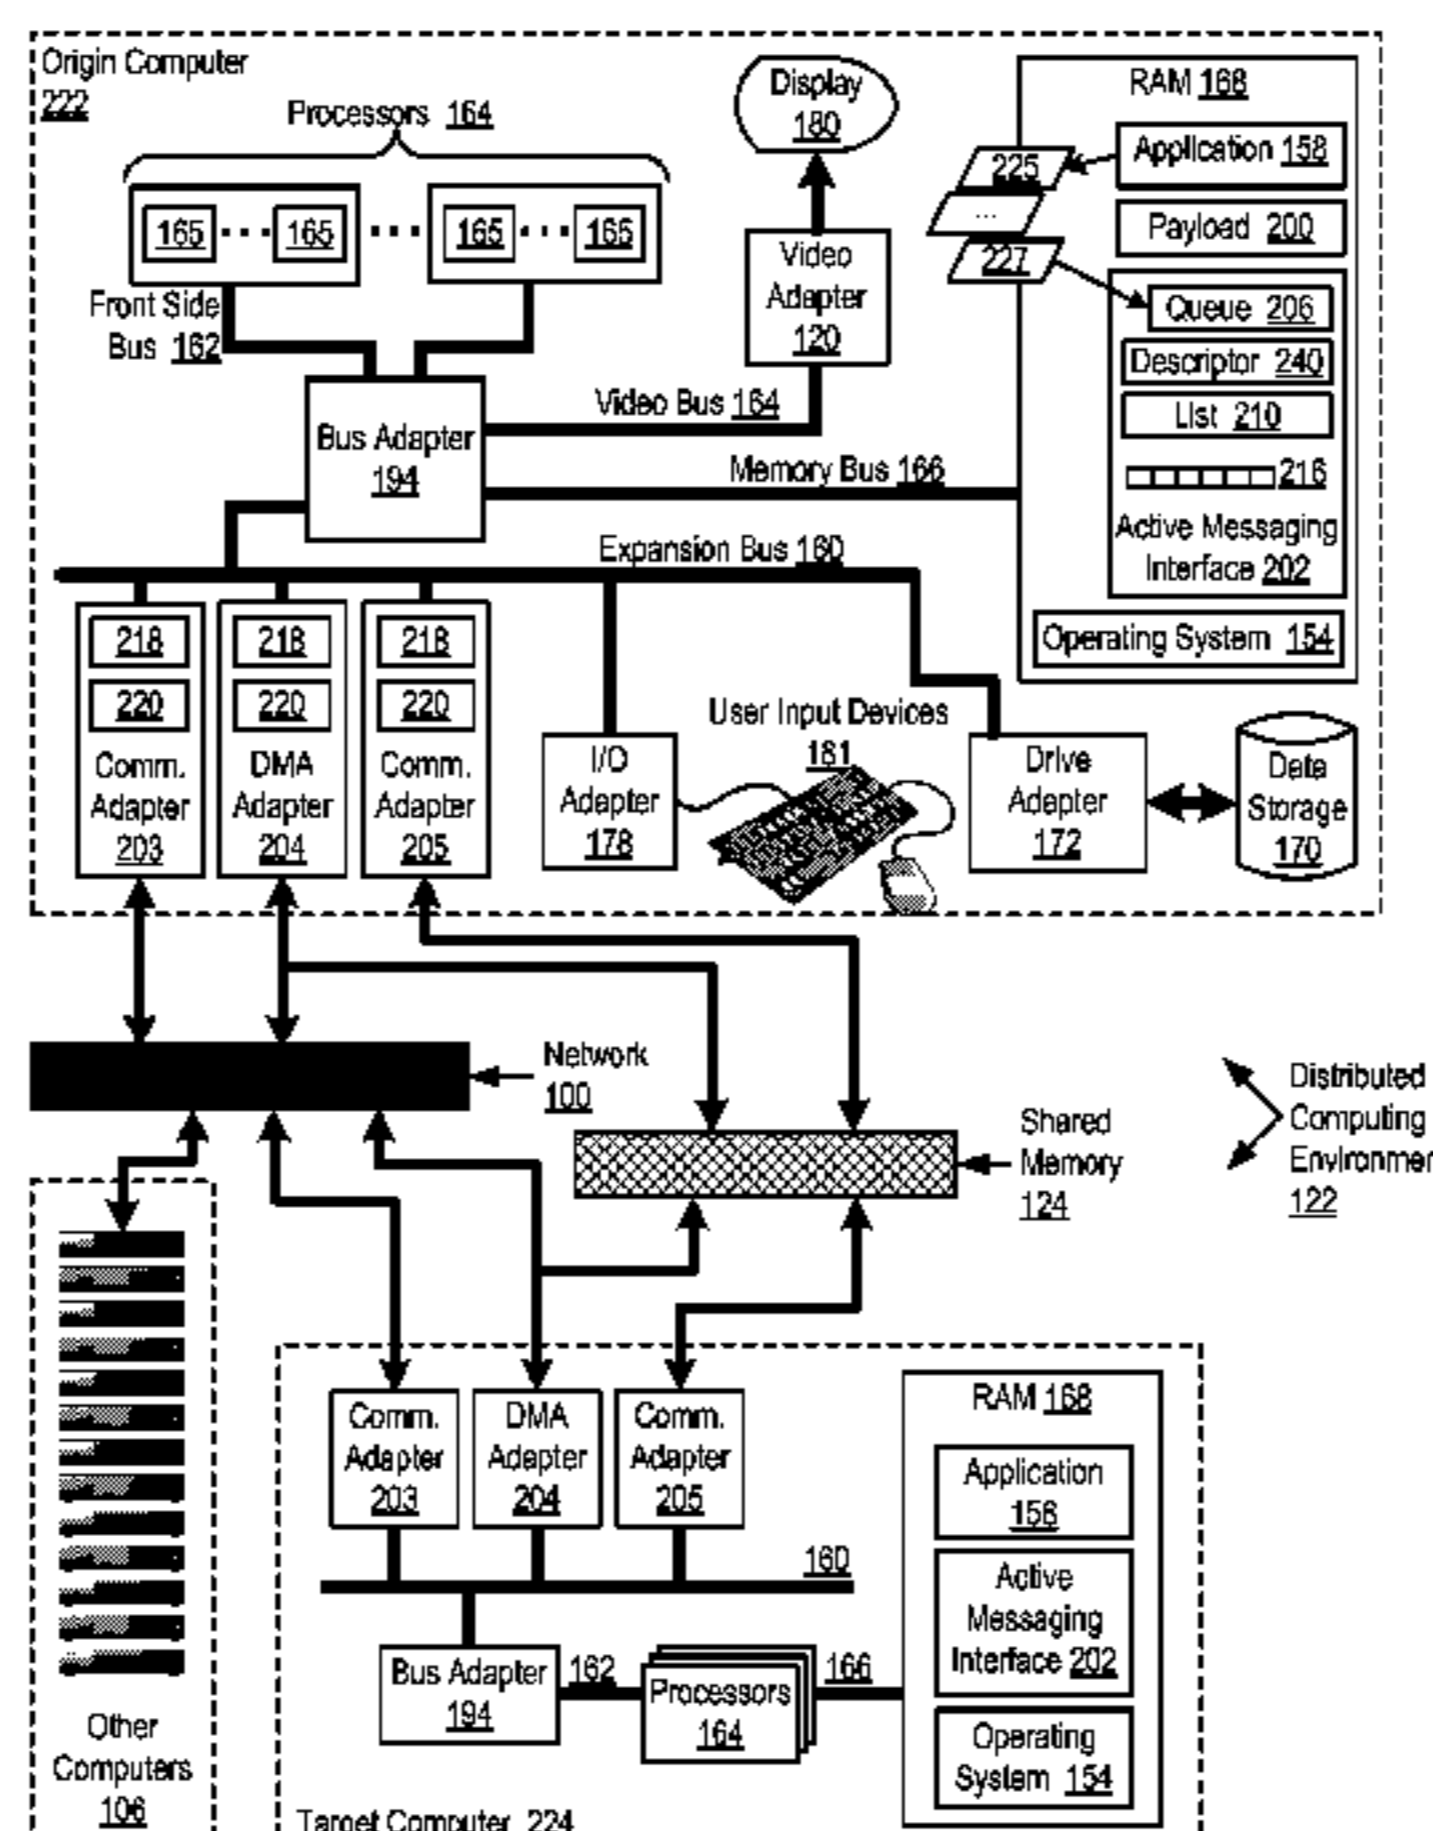 Origin Computer
222
Processors 164
165 ... 165 ... 165 ... 166
Front Side
Bus 162
Display
180
Video
Adapter
120
Bus Adapter
194
Video Bus 164
Memory Bus 166
Expansion Bus 160
RAM 168
225
Application 158
...
Payload 200
227
Queue 206
Descriptor 240
List 210
216
Active Messaging
Interface 202
Operating System 154
218
220
Comm.
Adapter
203
218
220
DMA
Adapter
204
218
220
Comm.
Adapter
205
I/O
Adapter
178
User Input Devices
181
Drive
Adapter
172
Data
Storage
170
Network
100
Shared
Memory
124
Distributed
Computing
Environmen
122
Comm.
Adapter
203
DMA
Adapter
204
Comm.
Adapter
205
RAM 168
Application
158
Active
Messaging
Interface 202
Operating
System 154
160
Bus Adapter
194
162
Processors
164
166
Other
Computers
106
Target Computer 224